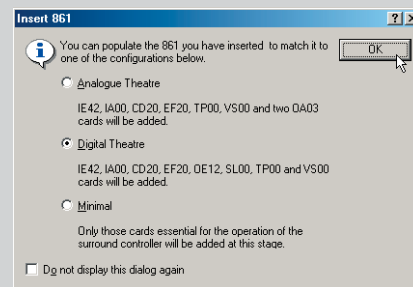 Insert 861
You can populate the 861 you have inserted to match it to
one of the configurations below.
OK
Analogue Theatre
IE42, IA00, CD20, EF20, TP00, VS00 and two OA03
cards will be added.
Digital Theatre
IE42, IA00, CD20, EF20, OE12, SL00, TP00 and VS00
cards will be added.
Minimal
Only those cards essential for the operation of the
surround controller will be added at this stage.
Do not display this dialog again